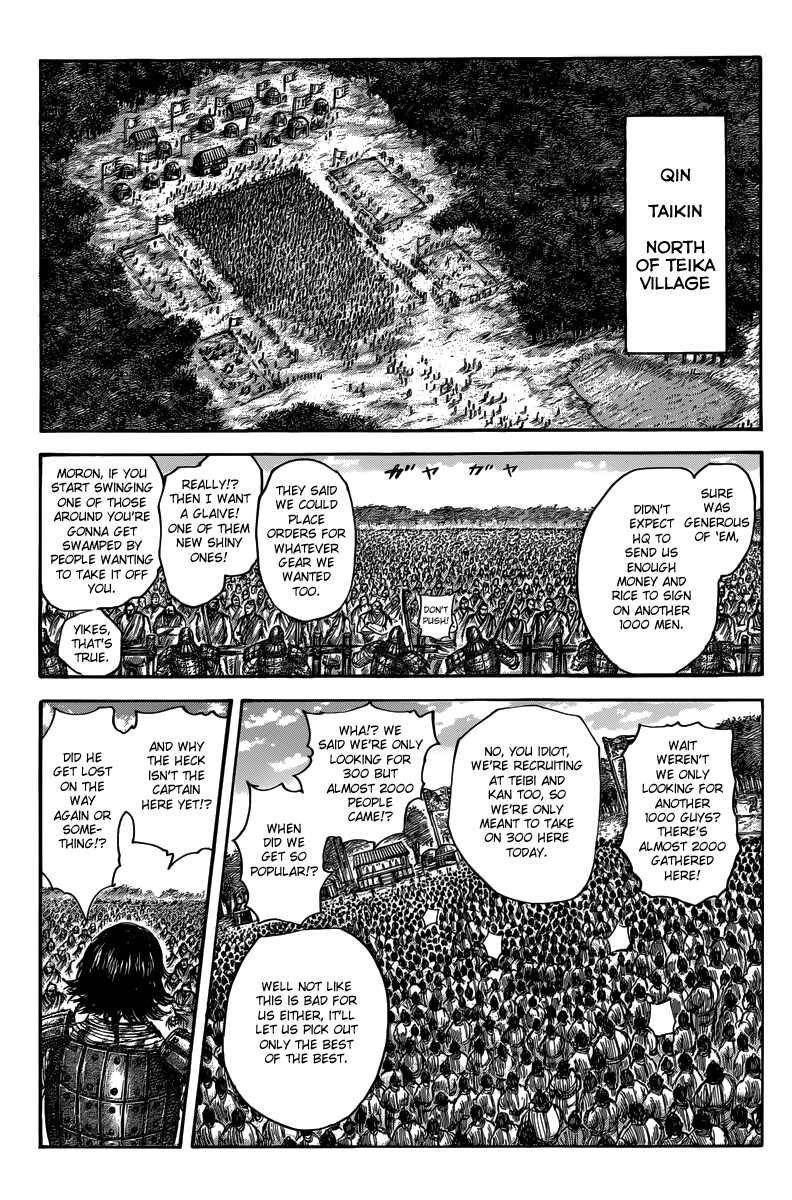 QIN
TAIKIN
NORTH
OF TEIKA
VILLAGE
SURE
WAS
GENEROUS
OF 'EM,
DIDN'T
EXPECT
HQ TO
SEND US
ENOUGH
MONEY AND
RICE TO SIGN
ON ANOTHER
1000 MEN.
ガヤ ガヤ
THEY SAID
WE COULD
PLACE
ORDERS FOR
WHATEVER
GEAR WE
WANTED
TOO.
DON'T
PUSH!
REALLY!?
THEN I WANT
A GLAIVE!
ONE OF THEM
NEW SHINY
ONES!
MORON, IF YOU
START SWINGING
ONE OF THOSE
AROUND YOU'RE
GONNA GET
SWAMPED BY
PEOPLE WANTING
TO TAKE IT OFF
YOU.
YIKES,
THAT'S
TRUE.
WAIT
WEREN'T
WE ONLY
LOOKING FOR
ANOTHER
1000 GUYS?
THERE'S
ALMOST 2000
GATHERED
HERE!
NO, YOU IDIOT,
WE'RE RECRUITING
AT TEIBI AND
KAN TOO, SO
WE'RE ONLY
MEANT TO TAKE
ON 300 HERE
TODAY.
WHA!? WE
SAID WE'RE ONLY
LOOKING FOR
300 BUT
ALMOST 2000
PEOPLE
CAME!?
WHEN
DID WE
GET SO
POPULAR!?
WELL NOT LIKE
THIS IS BAD FOR
US EITHER, IT'LL
LET US PICK OUT
ONLY THE BEST
OF THE BEST.
AND WHY
THE HECK
ISN'T THE
CAPTAIN
HERE YET!?
DID HE
GET LOST
ON THE
WAY
AGAIN OR
SOME-
THING!?